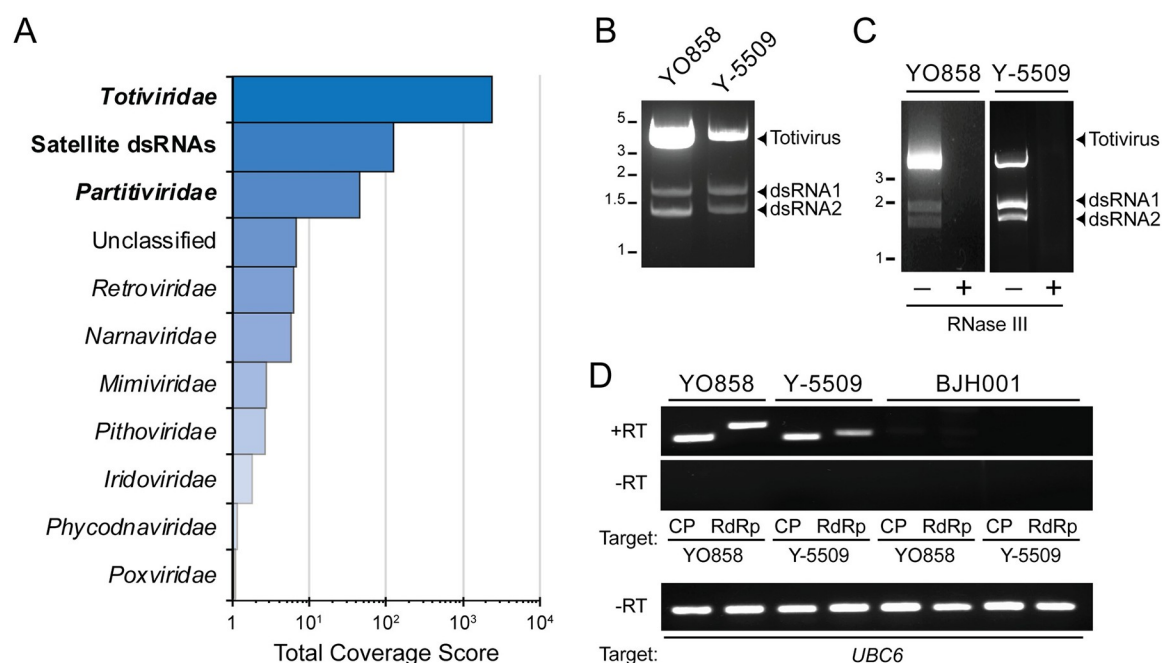 A
Totiviridae
Satellite dsRNAs
Partitiviridae
Unclassified
Retroviridae
Narnaviridae
Mimiviridae
Pithoviridae
Iridoviridae
Phycodnaviridae
Poxviridae
1 10¹ 10² 10³ 10⁴
Total Coverage Score
B
YO858 Y-5509
5
3
2
1.5
1
Totivirus
dsRNA1
dsRNA2
C
YO858 Y-5509
3
2
1
Totivirus
dsRNA1
dsRNA2
– + – +
RNase III
D
YO858 Y-5509 BJH001
+RT
-RT
Target: CP RdRp CP RdRp CP RdRp CP RdRp
YO858 Y-5509 YO858 Y-5509
-RT
Target: UBC6